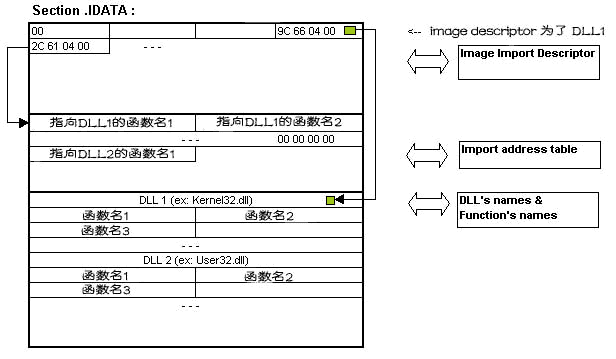 Section .IDATA :
00 9C 66 04 00 <-- image descriptor 为了 DLL1
2C 61 04 00 - - -
Image Import Descriptor
指向DLL1的函数名1 指向DLL1的函数名2
- - - 00 00 00 00
指向DLL2的函数名1
Import address table
DLL 1 (ex: Kernel32.dll)
函数名1 函数名2
函数名3
- - -
DLL's names &
Function's names
DLL 2 (ex: User32.dll)
函数名1 函数名2
函数名3
- - -